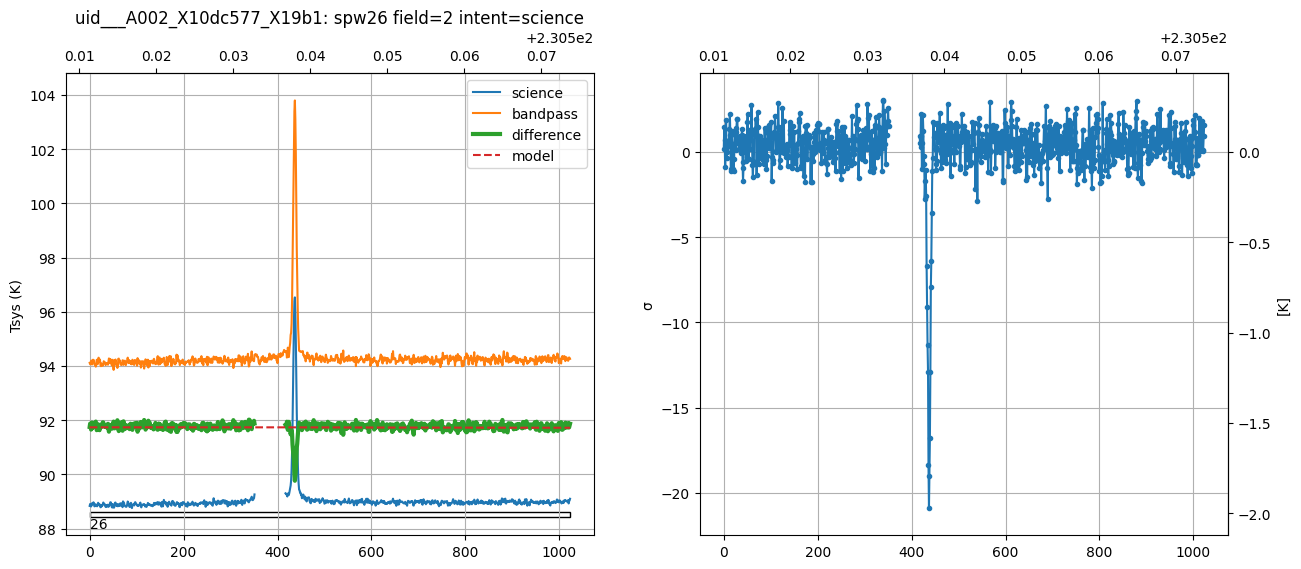 uid___A002_X10dc577_X19b1: spw26 field=2 intent=science
+2.305e2
0.01 0.02 0.03 0.04 0.05 0.06 0.07
104
102
100
98
96
94
92
90
88
Tsys (K)
science
bandpass
difference
model
26
0 200 400 600 800 1000
+2.305e2
0.01 0.02 0.03 0.04 0.05 0.06 0.07
0
−5
−10
−15
−20
σ
0.0
−0.5
−1.0
−1.5
−2.0
[K]
0 200 400 600 800 1000